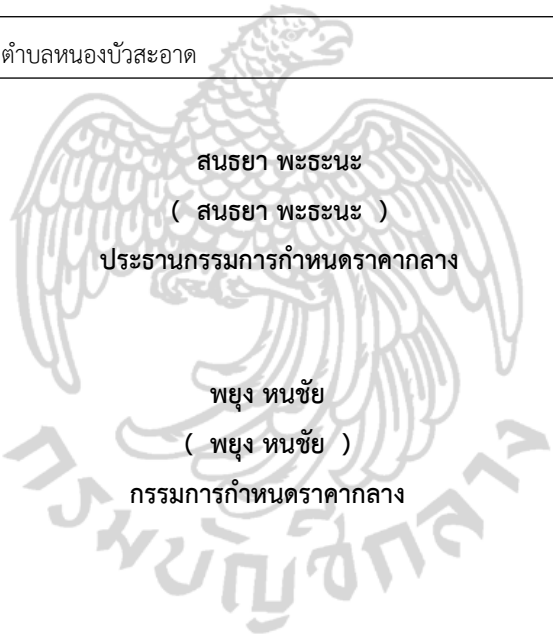 ตำบลหนองบัวสะอาด
สนธยา พะธะนะ
( สนธยา พะธะนะ )
ประธานกรรมการกำหนดราคากลาง
พยุง หนชัย
( พยุง หนชัย )
กรรมการกำหนดราคากลาง
กรมบัญชีกลาง